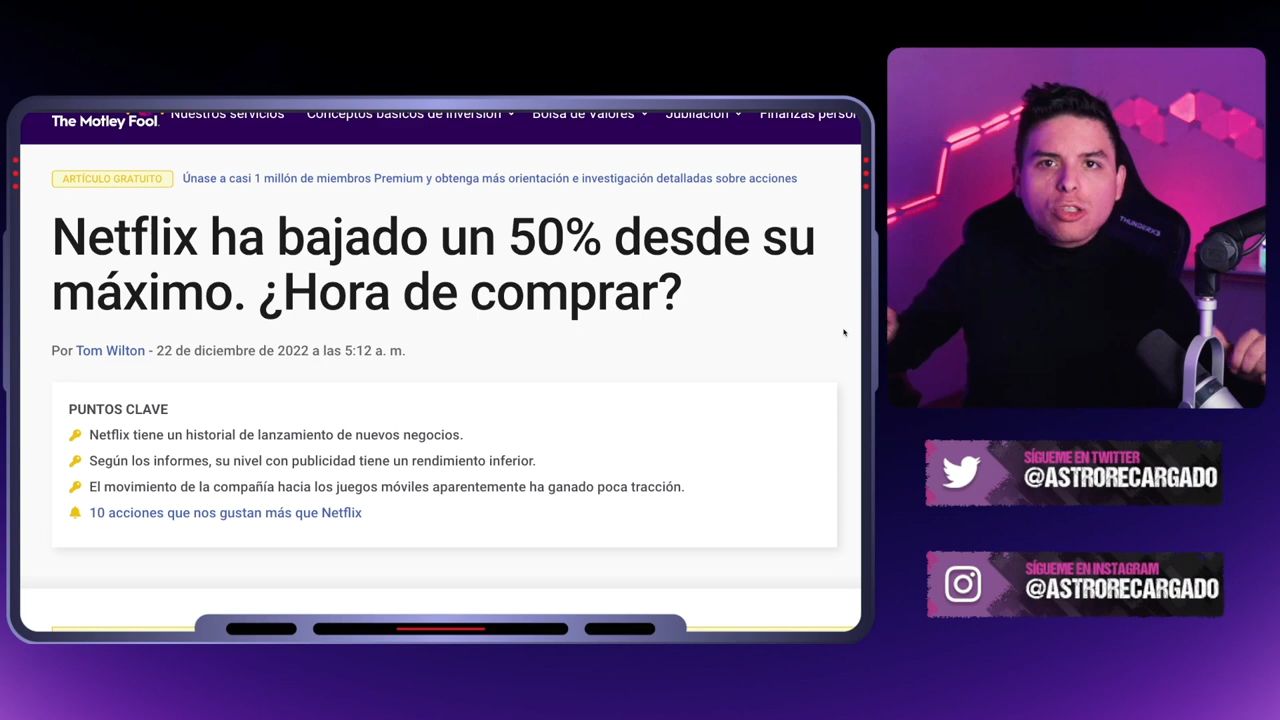 The Motley Fool.
Nuestros servicios
Conceptos básicos de inversión
Bolsa de Valores
Jubilación
Finanzas person
ARTÍCULO GRATUITO
Únase a casi 1 millón de miembros Premium y obtenga más orientación e investigación detalladas sobre acciones
Netflix ha bajado un 50% desde su
máximo. ¿Hora de comprar?
Por Tom Wilton - 22 de diciembre de 2022 a las 5:12 a. m.
PUNTOS CLAVE
Netflix tiene un historial de lanzamiento de nuevos negocios.
Según los informes, su nivel con publicidad tiene un rendimiento inferior.
El movimiento de la compañía hacia los juegos móviles aparentemente ha ganado poca tracción.
10 acciones que nos gustan más que Netflix
THUNDERX3
SÍGUEME EN TWITTER
@ASTRORECARGADO
SÍGUEME EN INSTAGRAM
@ASTRORECARGADO